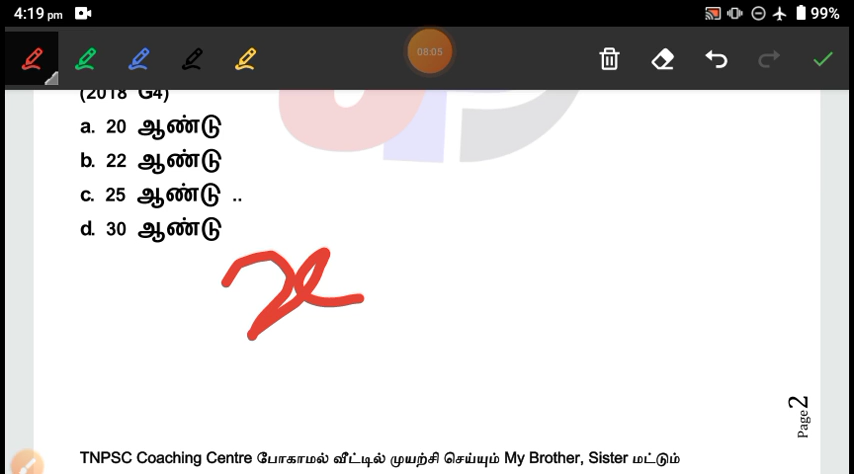 4:19 pm
99%
08:05
(2018 G4)
a. 20 ஆண்டு
b. 22 ஆண்டு
c. 25 ஆண்டு ..
d. 30 ஆண்டு
x
Page 2
TNPSC Coaching Centre போகாமல் வீட்டில் முயற்சி செய்யும் My Brother, Sister மட்டும்